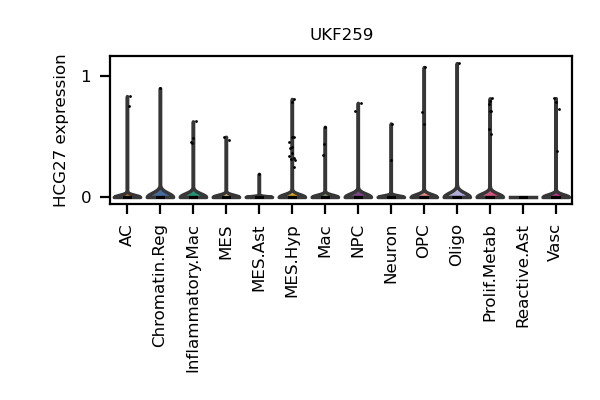 UKF259
HCG27 expression
1
0
AC
Chromatin.Reg
Inflammatory.Mac
MES
MES.Ast
MES.Hyp
Mac
NPC
Neuron
OPC
Oligo
Prolif.Metab
Reactive.Ast
Vasc